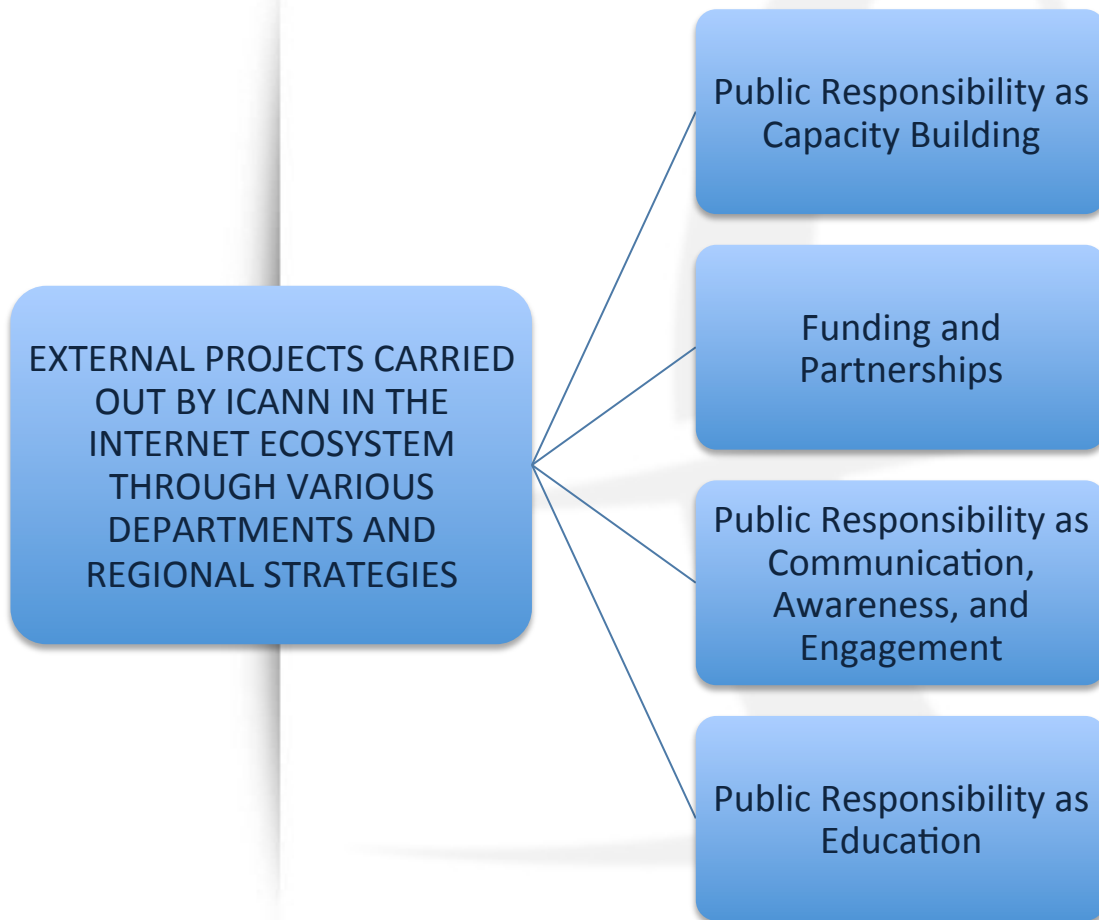 EXTERNAL PROJECTS CARRIED
OUT BY ICANN IN THE
INTERNET ECOSYSTEM
THROUGH VARIOUS
DEPARTMENTS AND
REGIONAL STRATEGIES
Public Responsibility as
Capacity Building
Funding and
Partnerships
Public Responsibility as
Communication,
Awareness, and
Engagement
Public Responsibility as
Education